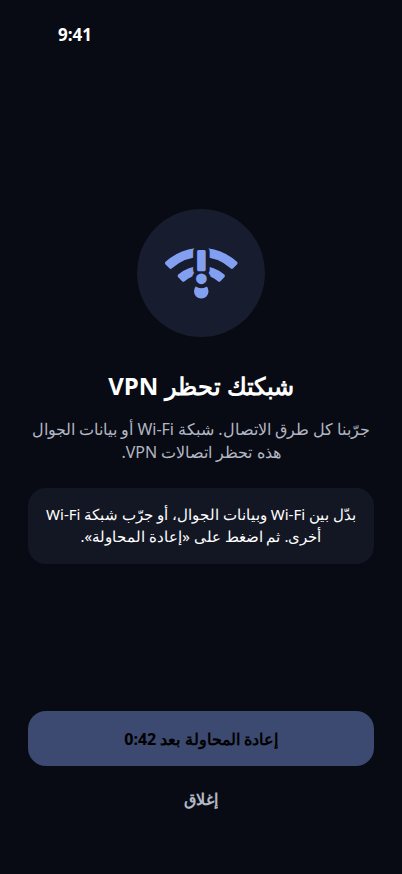 9:41
شبكتك تحظر VPN
جرّبنا كل طرق الاتصال. شبكة Wi-Fi أو بيانات الجوال
هذه تحظر اتصالات VPN.
بدّل بين Wi-Fi وبيانات الجوال، أو جرّب شبكة Wi-Fi
أخرى. ثم اضغط على «إعادة المحاولة».
إعادة المحاولة بعد 0:42
إغلاق